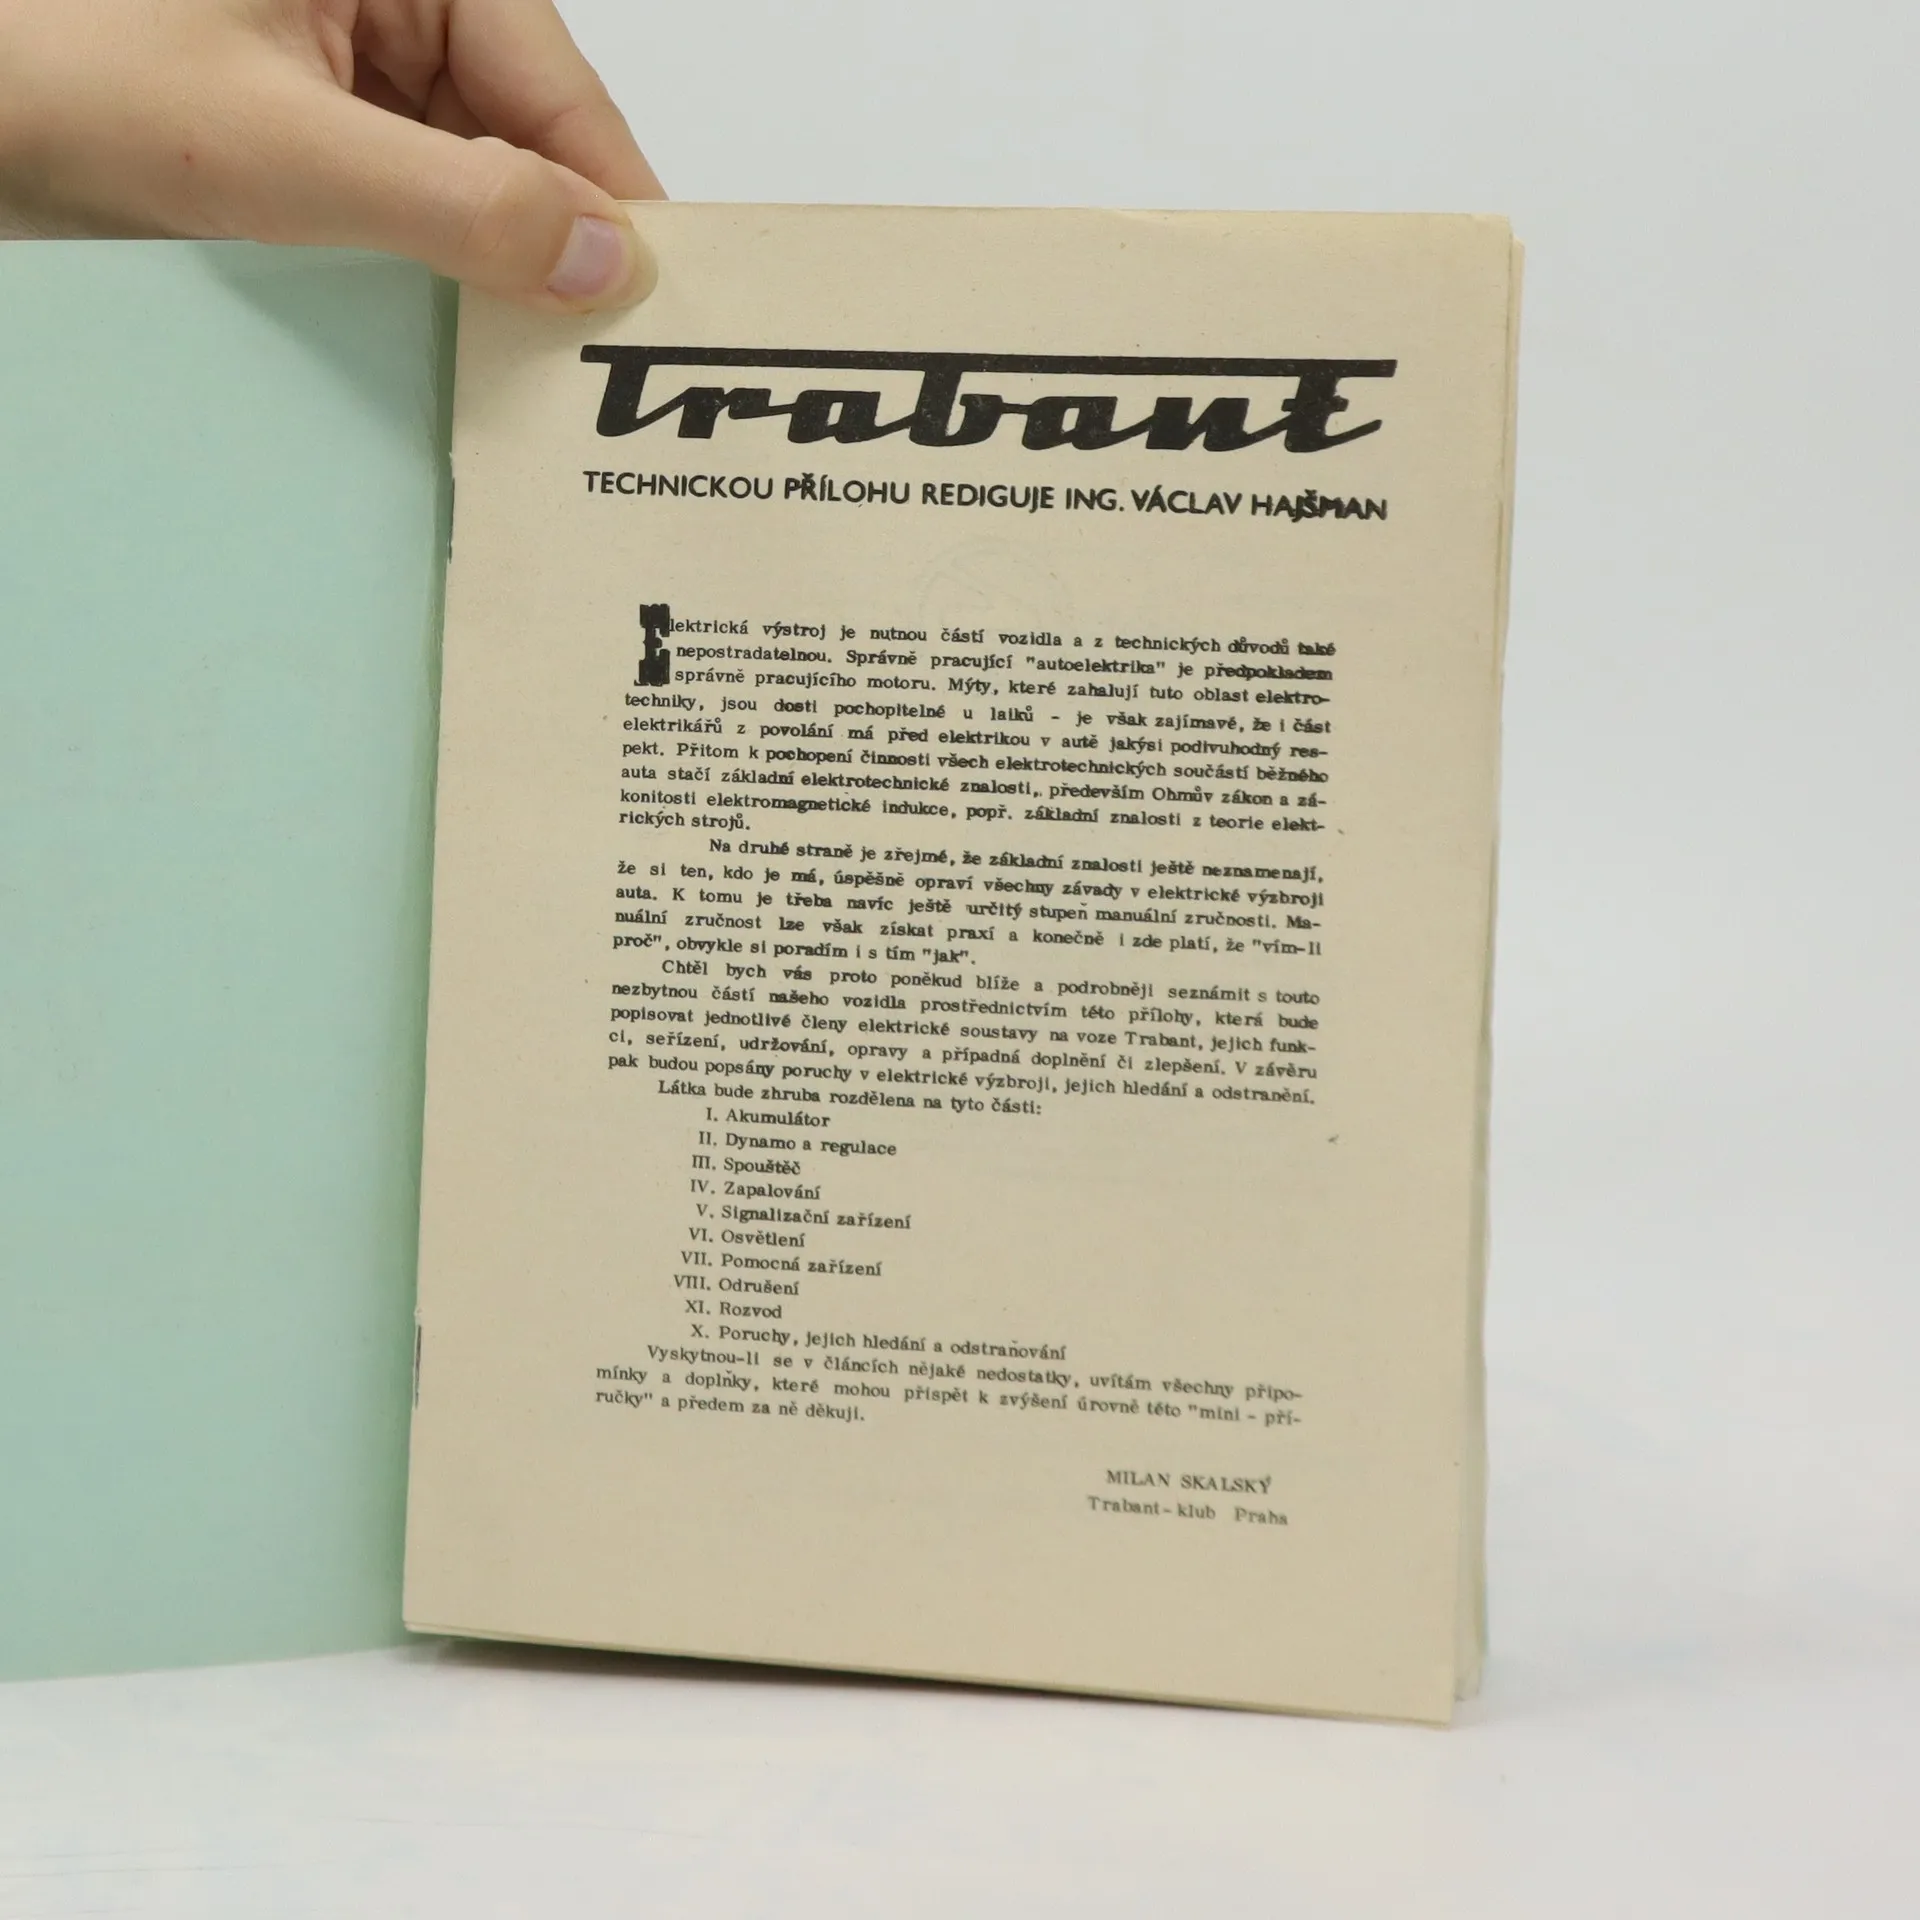 Trabant
TECHNICKOU PŘÍLOHU REDIGUJE ING. VÁCLAV HAJŠMAN
Elektrická výstroj je nutnou částí vozidla a z technických důvodů také
nepostradatelnou. Správně pracující "autoelektrika" je předpokladem
správně pracujícího motoru. Mýty, které zahalují tuto oblast elektro-
techniky, jsou dosti pochopitelné u laiků - je však zajímavé, že i část
elektrikářů z povolání má před elektrikou v autě jakýsi podivuhodný res-
pekt. Přitom k pochopení činnosti všech elektrotechnických součástí běžného
auta stačí základní elektrotechnické znalosti, především Ohmův zákon a zá-
konitosti elektromagnetické indukce, popř. základní znalosti z teorie elekt-
rických strojů.
Na druhé straně je zřejmé, že základní znalosti ještě neznamenají,
že si ten, kdo je má, úspěšně opraví všechny závady v elektrické výzbroji
auta. K tomu je třeba navíc ještě určitý stupeň manuální zručnosti. Ma-
nuální zručnost lze však získat praxí a konečně i zde platí, že "vím-li
proč", obvykle si poradím i s tím "jak".
Chtěl bych vás proto poněkud blíže a podrobněji seznámit s touto
nezbytnou částí našeho vozidla prostřednictvím této přílohy, která bude
popisovat jednotlivé členy elektrické soustavy na voze Trabant, jejich funk-
ci, seřízení, udržování, opravy a případná doplnění či zlepšení. V závěru
pak budou popsány poruchy v elektrické výzbroji, jejich hledání a odstranění.
Látka bude zhruba rozdělena na tyto části:
I. Akumulátor
II. Dynamo a regulace
III. Spouštěč
IV. Zapalování
V. Signalizační zařízení
VI. Osvětlení
VII. Pomocná zařízení
VIII. Odrušení
XI. Rozvod
X. Poruchy, jejich hledání a odstraňování
Vyskytnou-li se v článcích nějaké nedostatky, uvítám všechny připo-
mínky a doplňky, které mohou přispět k zvýšení úrovně této "mini - pří-
ručky" a předem za ně děkuji.
MILAN SKALSKÝ
Trabant - klub Praha